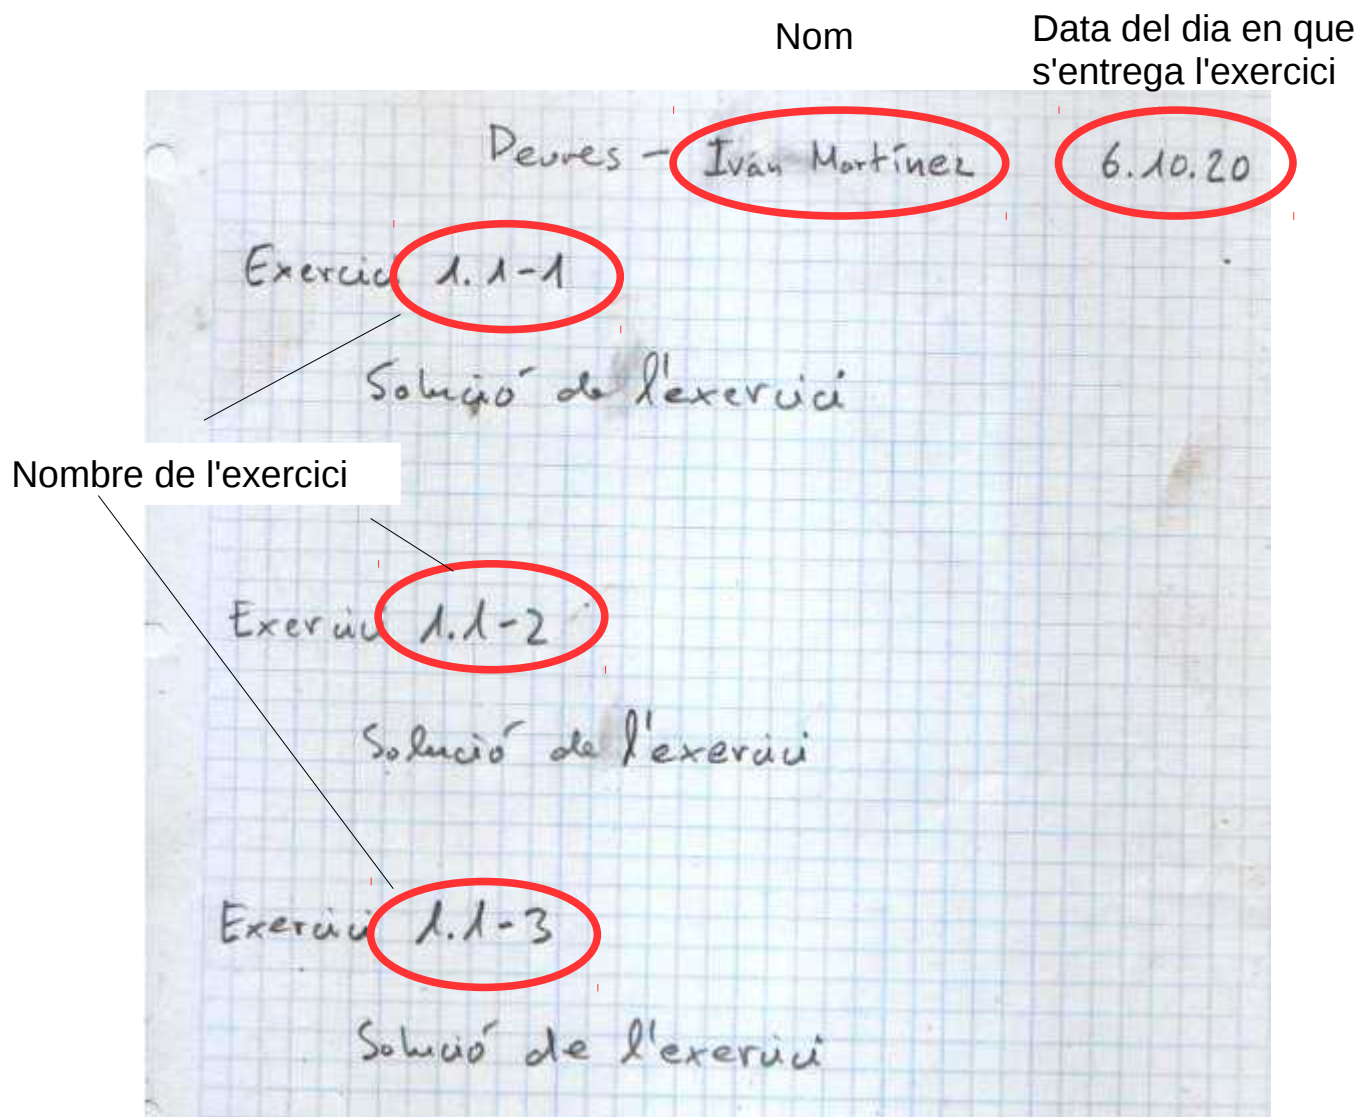 Nom
Data del dia en que
s'entrega l'exercici
Deures - Iván Martínez 6.10.20
Exercici 1.1-1
Solució de l'exercici
Nombre de l'exercici
Exercici 1.1-2
Solució de l'exercici
Exercici 1.1-3
Solució de l'exercici